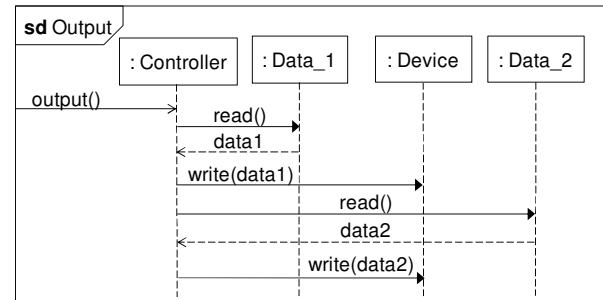 sd Output
: Controller
: Data_1
: Device
: Data_2
output()
read()
data1
write(data1)
read()
data2
write(data2)